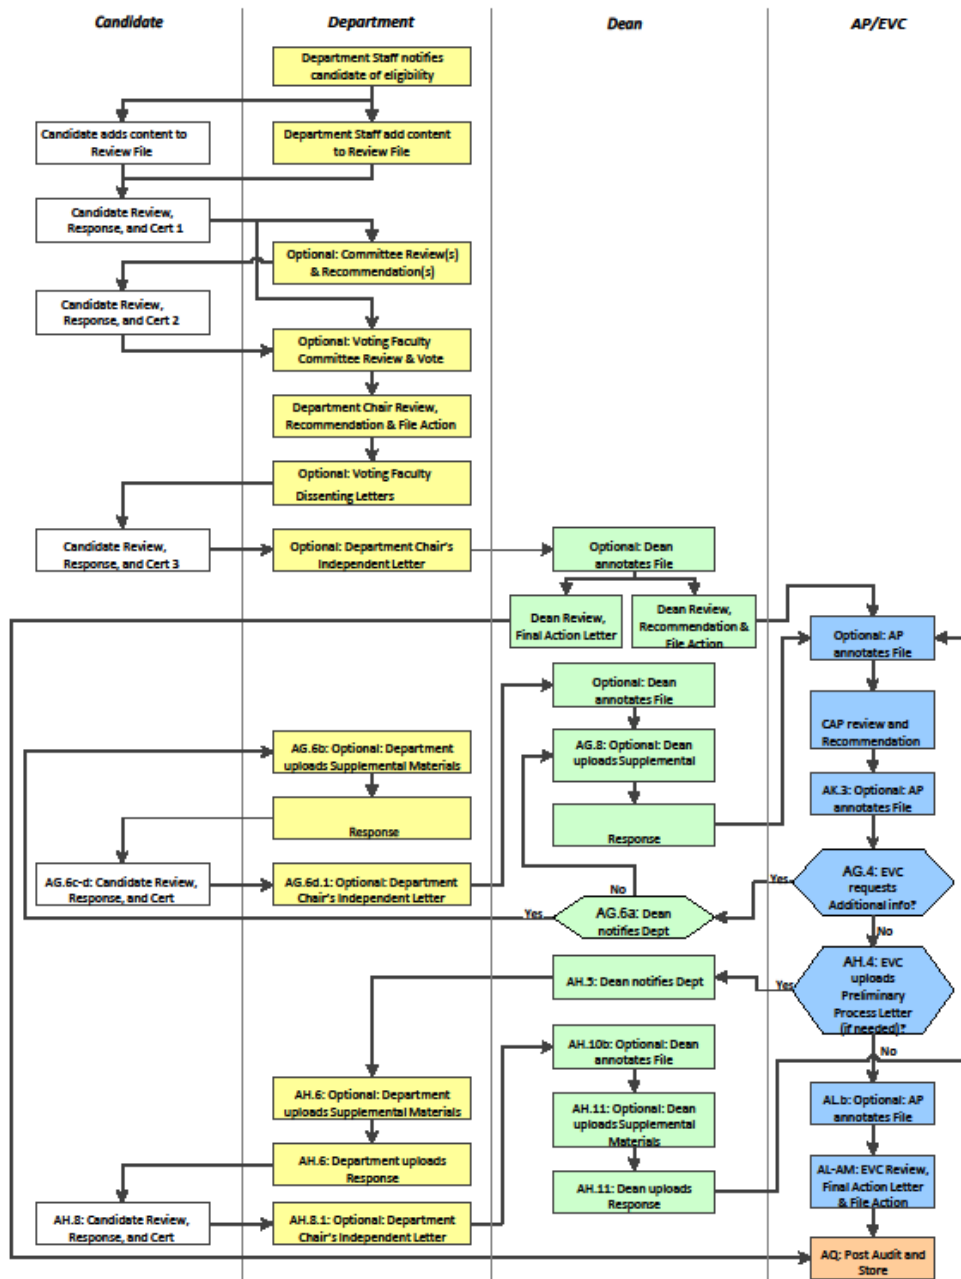 Candidate
Department
Dean
AP/EVC
Department Staff notifies
candidate of eligibility
Candidate adds content to
Review File
Department Staff add content
to Review File
Candidate Review,
Response, and Cert 1
Optional: Committee Review(s)
& Recommendation(s)
Candidate Review,
Response, and Cert 2
Optional: Voting Faculty
Committee Review & Vote
Department Chair Review,
Recommendation & File Action
Optional: Voting Faculty
Dissenting Letters
Candidate Review,
Response, and Cert 3
Optional: Department Chair's
Independent Letter
Optional: Dean
annotates File
Dean Review,
Final Action Letter
Dean Review,
Recommendation &
File Action
Optional: AP
annotates File
Optional: Dean
annotates File
CAP review and
Recommendation
AG.6b: Optional: Department
uploads Supplemental Materials
AG.8: Optional: Dean
uploads Supplemental
AK.3: Optional: AP
annotates File
Response
Response
AG.6c-d: Candidate Review,
Response, and Cert
AG.6d.1: Optional: Department
Chair's Independent Letter
No
Yes
AG.4: EVC
requests
Additional info?
Yes
AG.6a: Dean
notifies Dept
No
AH.5: Dean notifies Dept
Yes
AH.4: EVC
uploads
Preliminary
Process Letter
(if needed)?
No
AH.10b: Optional: Dean
annotates File
AH.6: Optional: Department
uploads Supplemental Materials
AH.11: Optional: Dean
uploads Supplemental
Materials
AL.b: Optional: AP
annotates File
AH.6: Department uploads
Response
AH.11: Dean uploads
Response
AL-AM: EVC Review,
Final Action Letter
& File Action
AH.8: Candidate Review,
Response, and Cert
AH.8.1: Optional: Department
Chair's Independent Letter
AQ: Post Audit and
Store